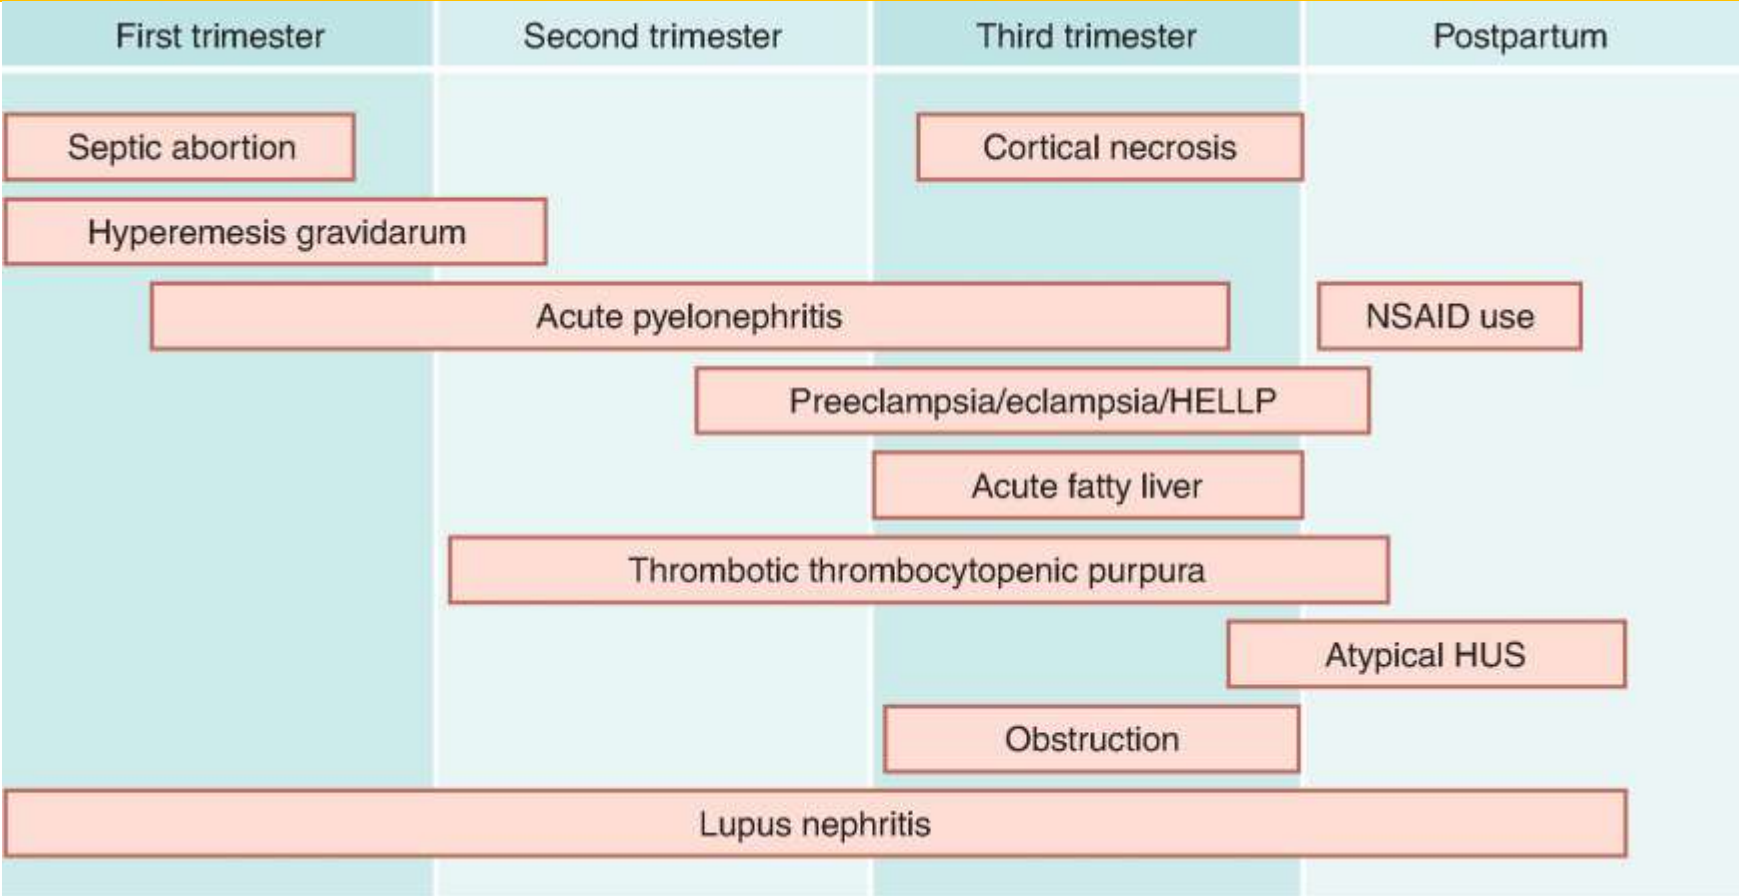 First trimester
Second trimester
Third trimester
Postpartum
Septic abortion
Cortical necrosis
Hyperemesis gravidarum
Acute pyelonephritis
NSAID use
Preeclampsia/eclampsia/HELLP
Acute fatty liver
Thrombotic thrombocytopenic purpura
Atypical HUS
Obstruction
Lupus nephritis